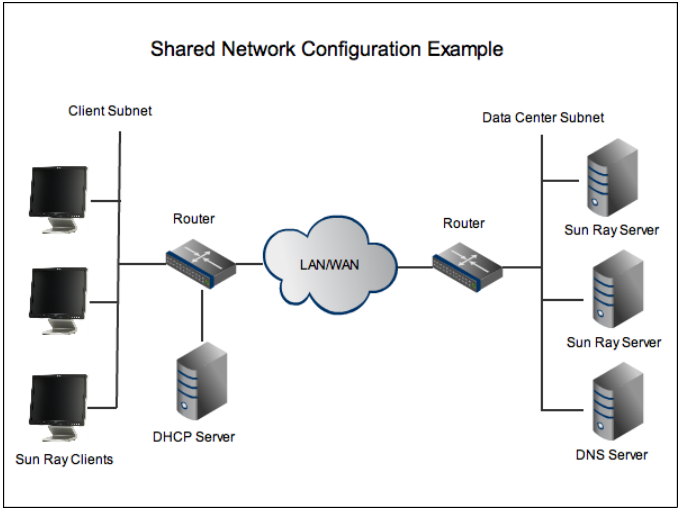 Shared Network Configuration Example
Client Subnet
Data Center Subnet
Router
Router
Sun Ray Server
LAN/WAN
Sun Ray Server
DHCP Server
Sun Ray Clients
DNS Server